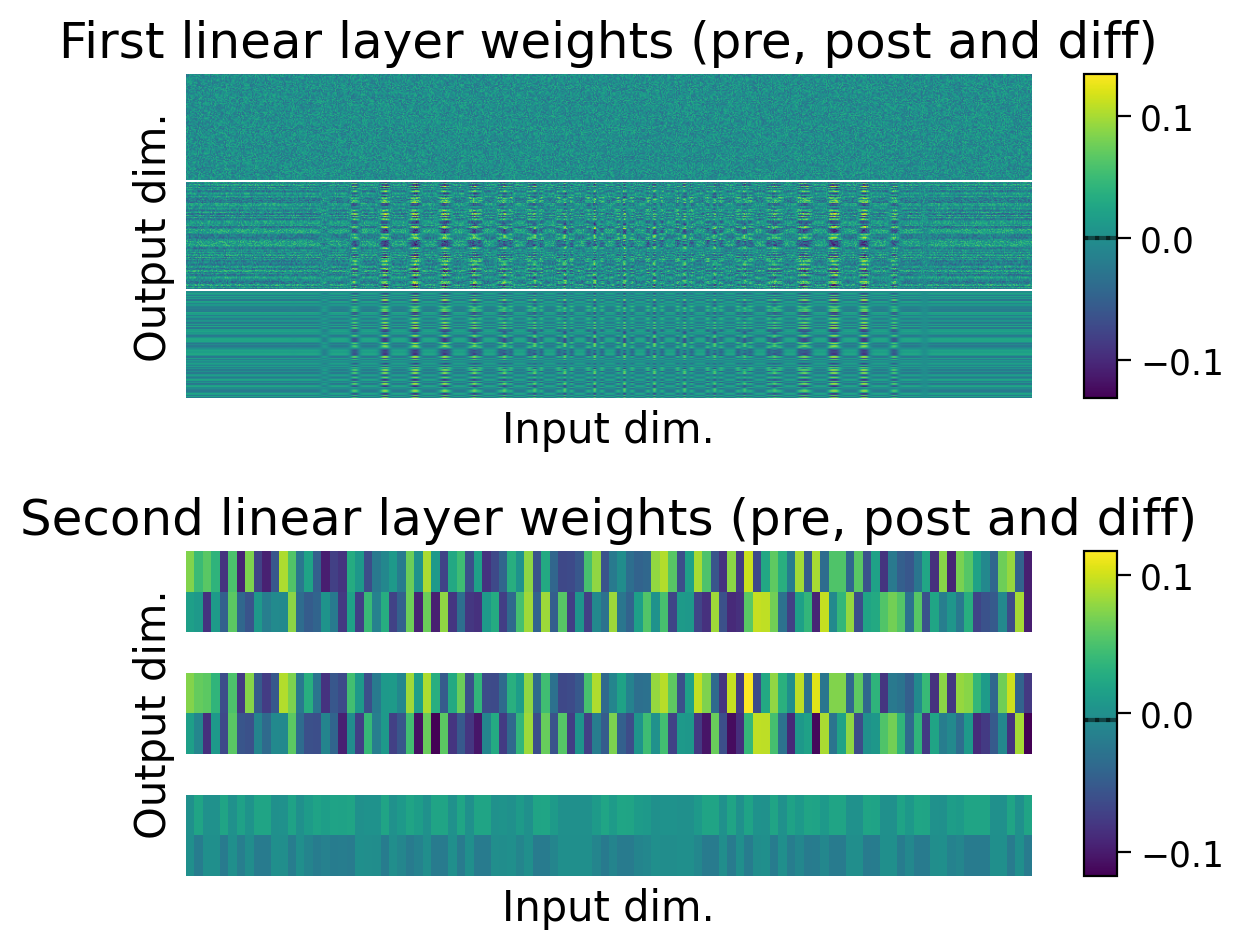 First linear layer weights (pre, post and diff)
Output dim.
0.1
0.0
−0.1
Input dim.
Second linear layer weights (pre, post and diff)
Output dim.
0.1
0.0
−0.1
Input dim.